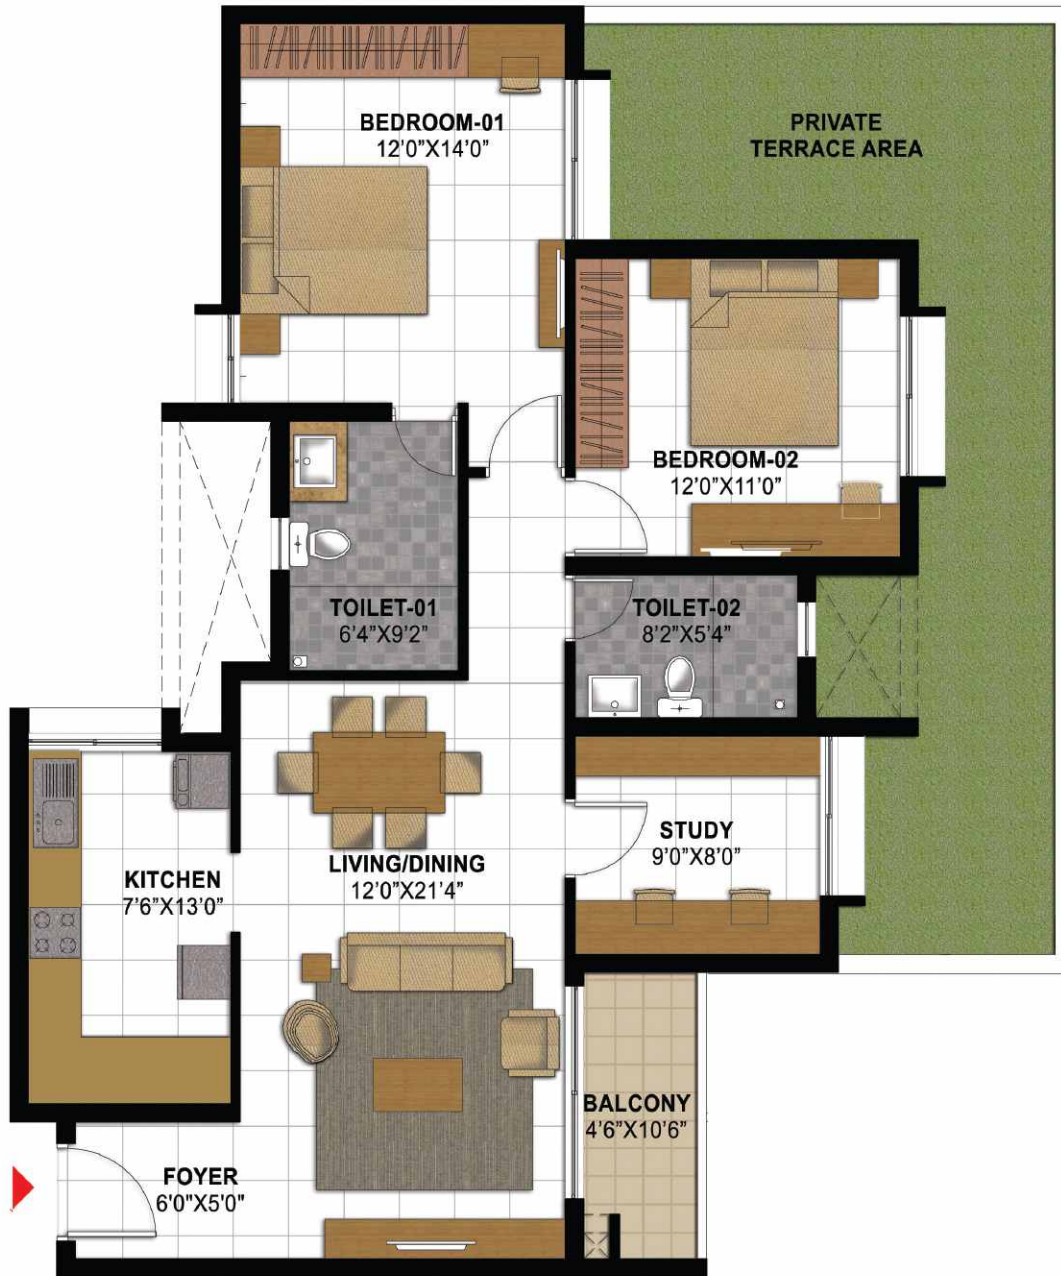 BEDROOM-01
12'0"X14'0"
PRIVATE
TERRACE AREA
BEDROOM-02
12'0"X11'0"
TOILET-01
6'4"X9'2"
TOILET-02
8'2"X5'4"
STUDY
9'0"X8'0"
LIVING/DINING
12'0"X21'4"
KITCHEN
7'6"X13'0"
BALCONY
4'6"X10'6"
FOYER
6'0"X5'0"